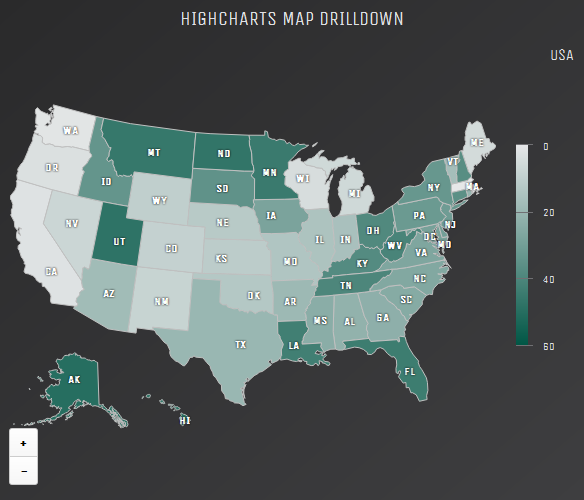 HIGHCHARTS MAP DRILLDOWN
USA
WA
ME
OR
MT
ND
MN
VT
ID
WI
MI
NY
MA
SD
WY
IA
PA
NJ
NV
NE
UT
CO
IL
IN
OH
DC
MD
WV
VA
CA
KS
MO
KY
NC
AZ
NM
OK
TN
AR
SC
MS
AL
GA
TX
LA
FL
AK
HI
0
20
40
60
+
−